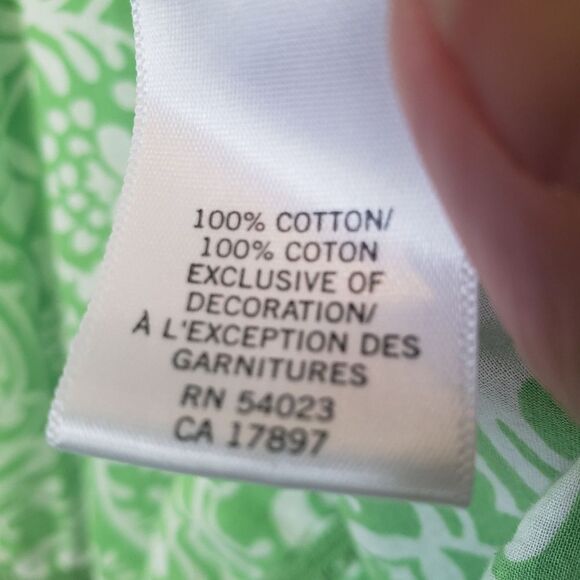 100% COTTON/
100% COTON
EXCLUSIVE OF
DECORATION/
À L'EXCEPTION DES
GARNITURES
RN 54023
CA 17897